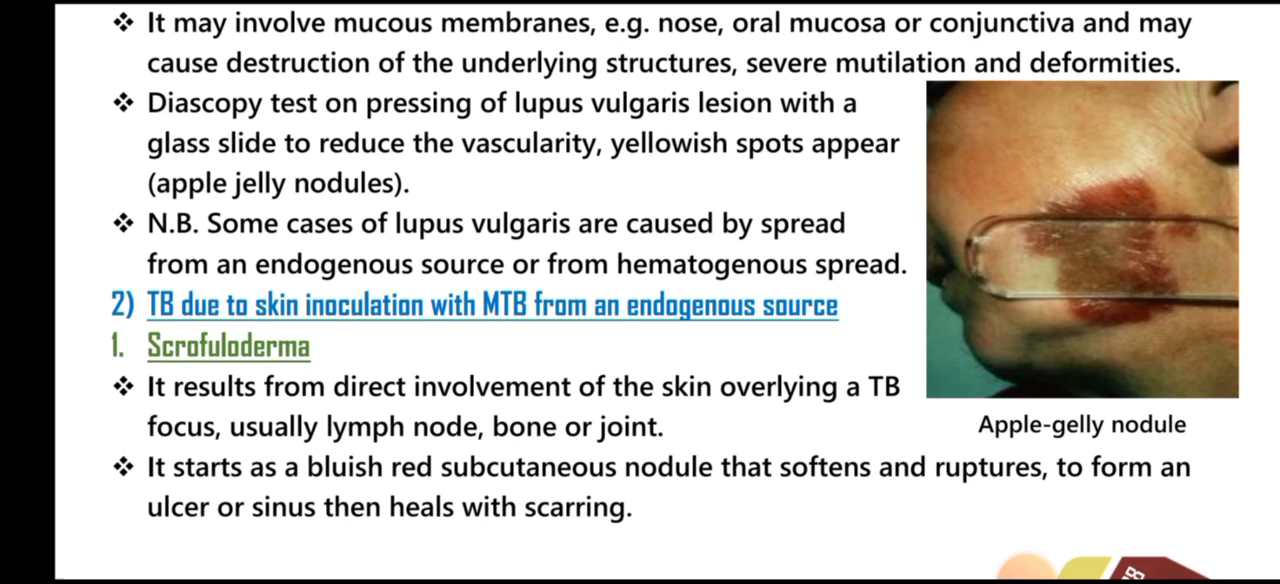 ❖ It may involve mucous membranes, e.g. nose, oral mucosa or conjunctiva and may
cause destruction of the underlying structures, severe mutilation and deformities.
❖ Diascopy test on pressing of lupus vulgaris lesion with a
glass slide to reduce the vascularity, yellowish spots appear
(apple jelly nodules).
❖ N.B. Some cases of lupus vulgaris are caused by spread
from an endogenous source or from hematogenous spread.
2) TB due to skin inoculation with MTB from an endogenous source
1. Scrofuloderma
❖ It results from direct involvement of the skin overlying a TB
focus, usually lymph node, bone or joint.
Apple-gelly nodule
❖ It starts as a bluish red subcutaneous nodule that softens and ruptures, to form an
ulcer or sinus then heals with scarring.